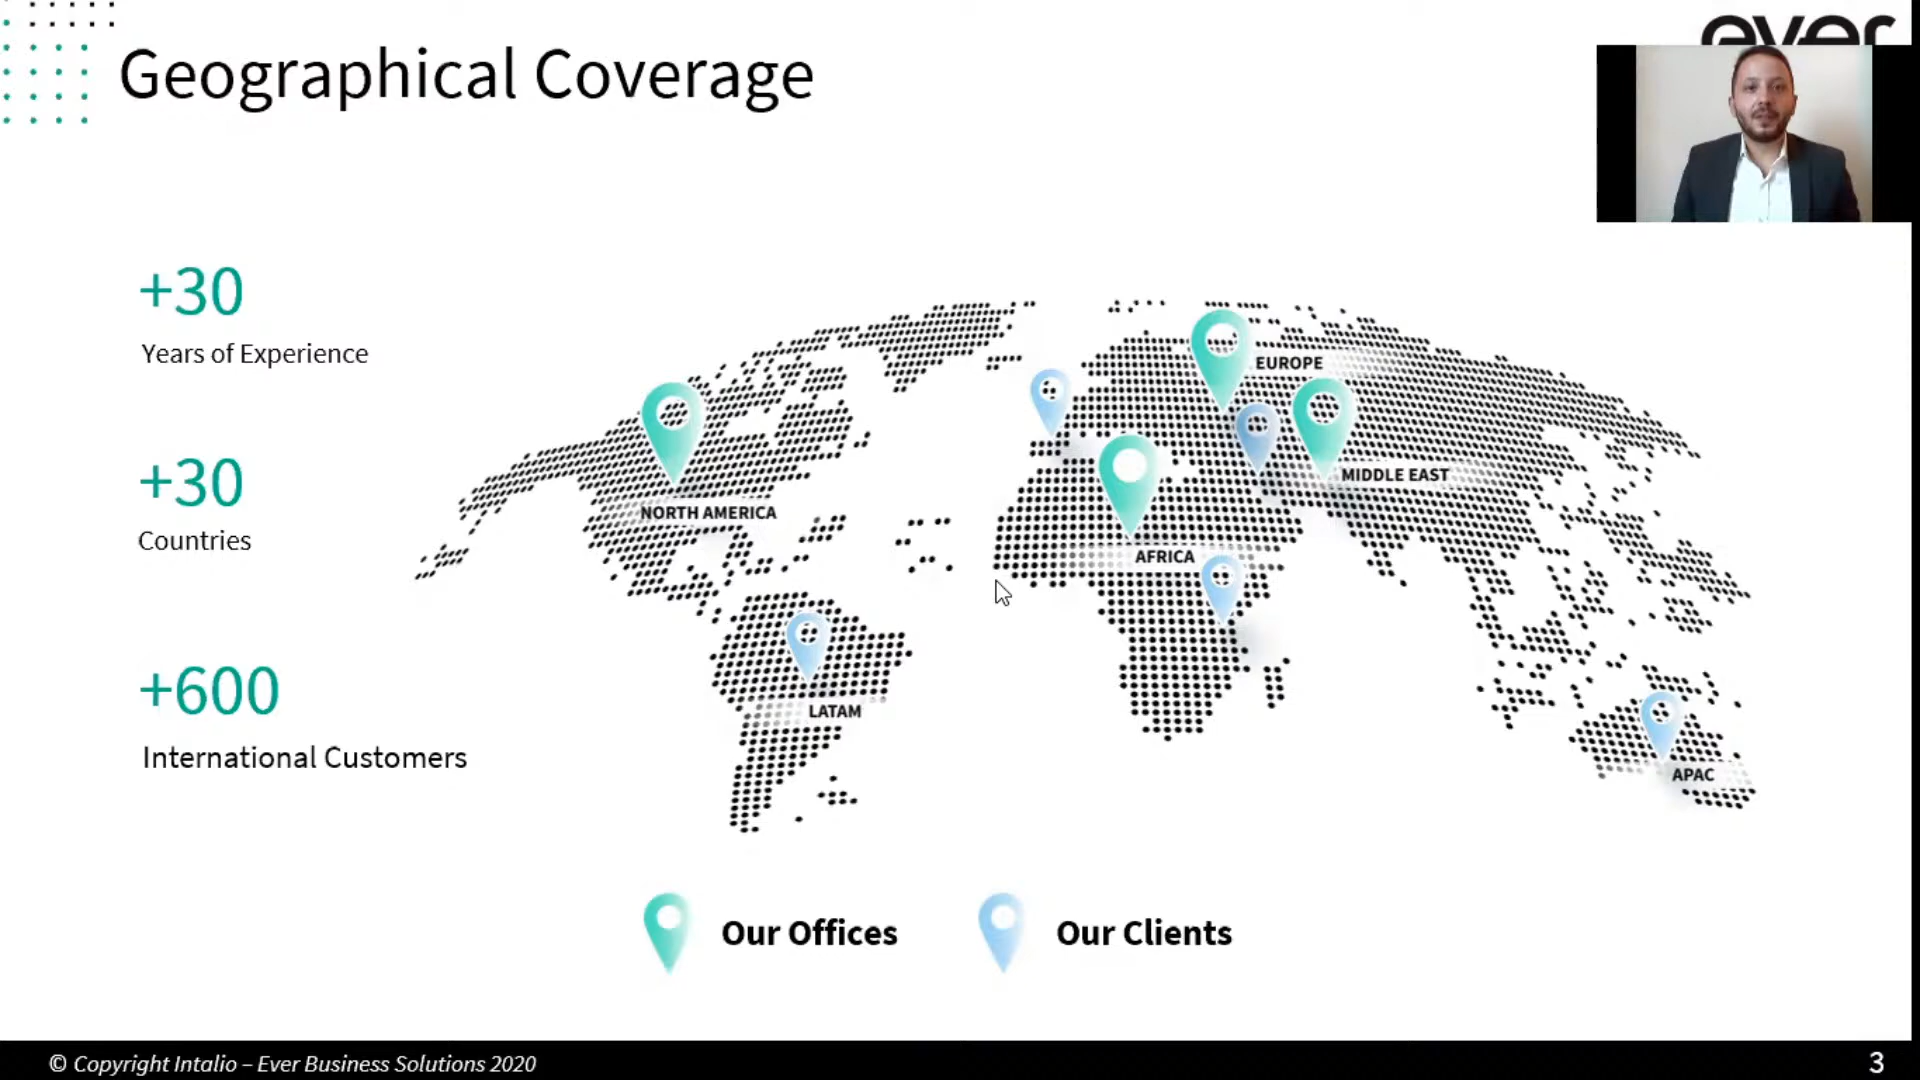 ever
Geographical Coverage
+30
Years of Experience
+30
Countries
+600
International Customers
EUROPE
MIDDLE EAST
NORTH AMERICA
AFRICA
LATAM
APAC
Our Offices
Our Clients
© Copyright Intalio – Ever Business Solutions 2020
3